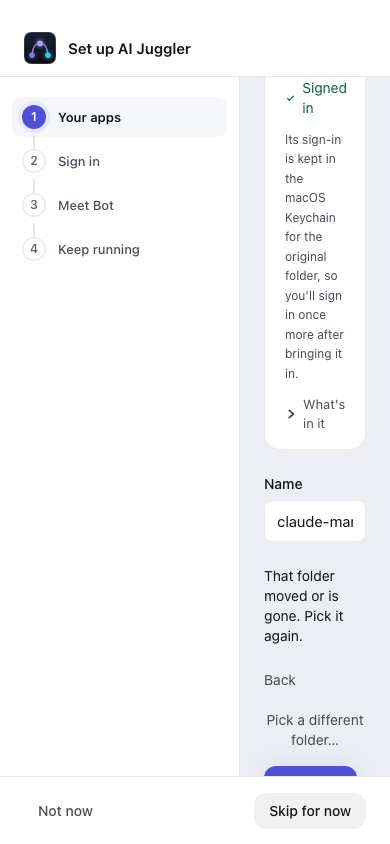 Set up AI Juggler
1 Your apps
2 Sign in
3 Meet Bot
4 Keep running
Signed
in
Its sign-in
is kept in
the
macOS
Keychain
for the
original
folder, so
you'll sign
in once
more after
bringing it
in.
What's
in it
Name
That folder
moved or is
gone. Pick it
again.
Back
Pick a different
folder...
Not now
Skip for now